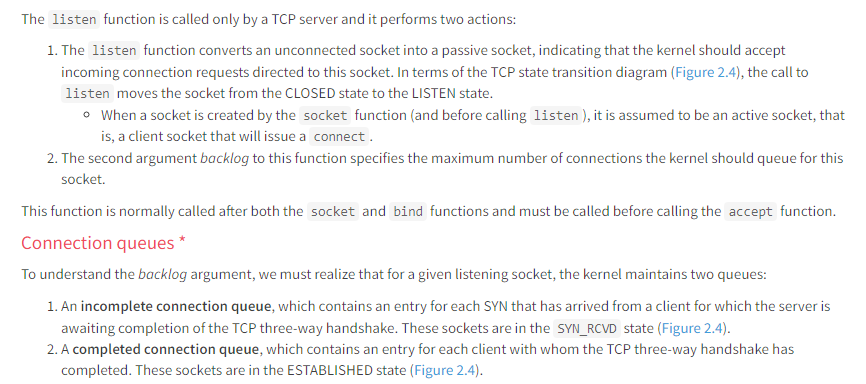 The listen function is called only by a TCP server and it performs two actions:
1. The listen function converts an unconnected socket into a passive socket, indicating that the kernel should accept
incoming connection requests directed to this socket. In terms of the TCP state transition diagram (Figure 2.4), the call to
listen moves the socket from the CLOSED state to the LISTEN state.
◦ When a socket is created by the socket function (and before calling listen ), it is assumed to be an active socket, that
is, a client socket that will issue a connect .
2. The second argument backlog to this function specifies the maximum number of connections the kernel should queue for this
socket.
This function is normally called after both the socket and bind functions and must be called before calling the accept function.
Connection queues *
To understand the backlog argument, we must realize that for a given listening socket, the kernel maintains two queues:
1. An incomplete connection queue, which contains an entry for each SYN that has arrived from a client for which the server is
awaiting completion of the TCP three-way handshake. These sockets are in the SYN_RCVD state (Figure 2.4).
2. A completed connection queue, which contains an entry for each client with whom the TCP three-way handshake has
completed. These sockets are in the ESTABLISHED state (Figure 2.4).